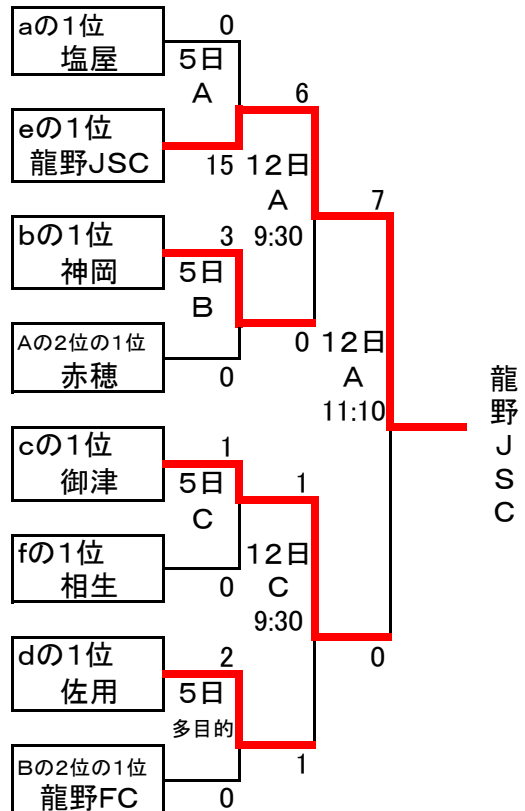 aの1位
塩屋
0
5日
A
eの1位
龍野JSC
15
6
12日
A
9:30
bの1位
神岡
3
5日
B
Aの2位の1位
赤穂
0
0
7
12日
A
11:10
龍野JSC
cの1位
御津
1
5日
C
fの1位
相生
0
1
12日
C
9:30
dの1位
佐用
2
5日
多目的
Bの2位の1位
龍野FC
0
1
0